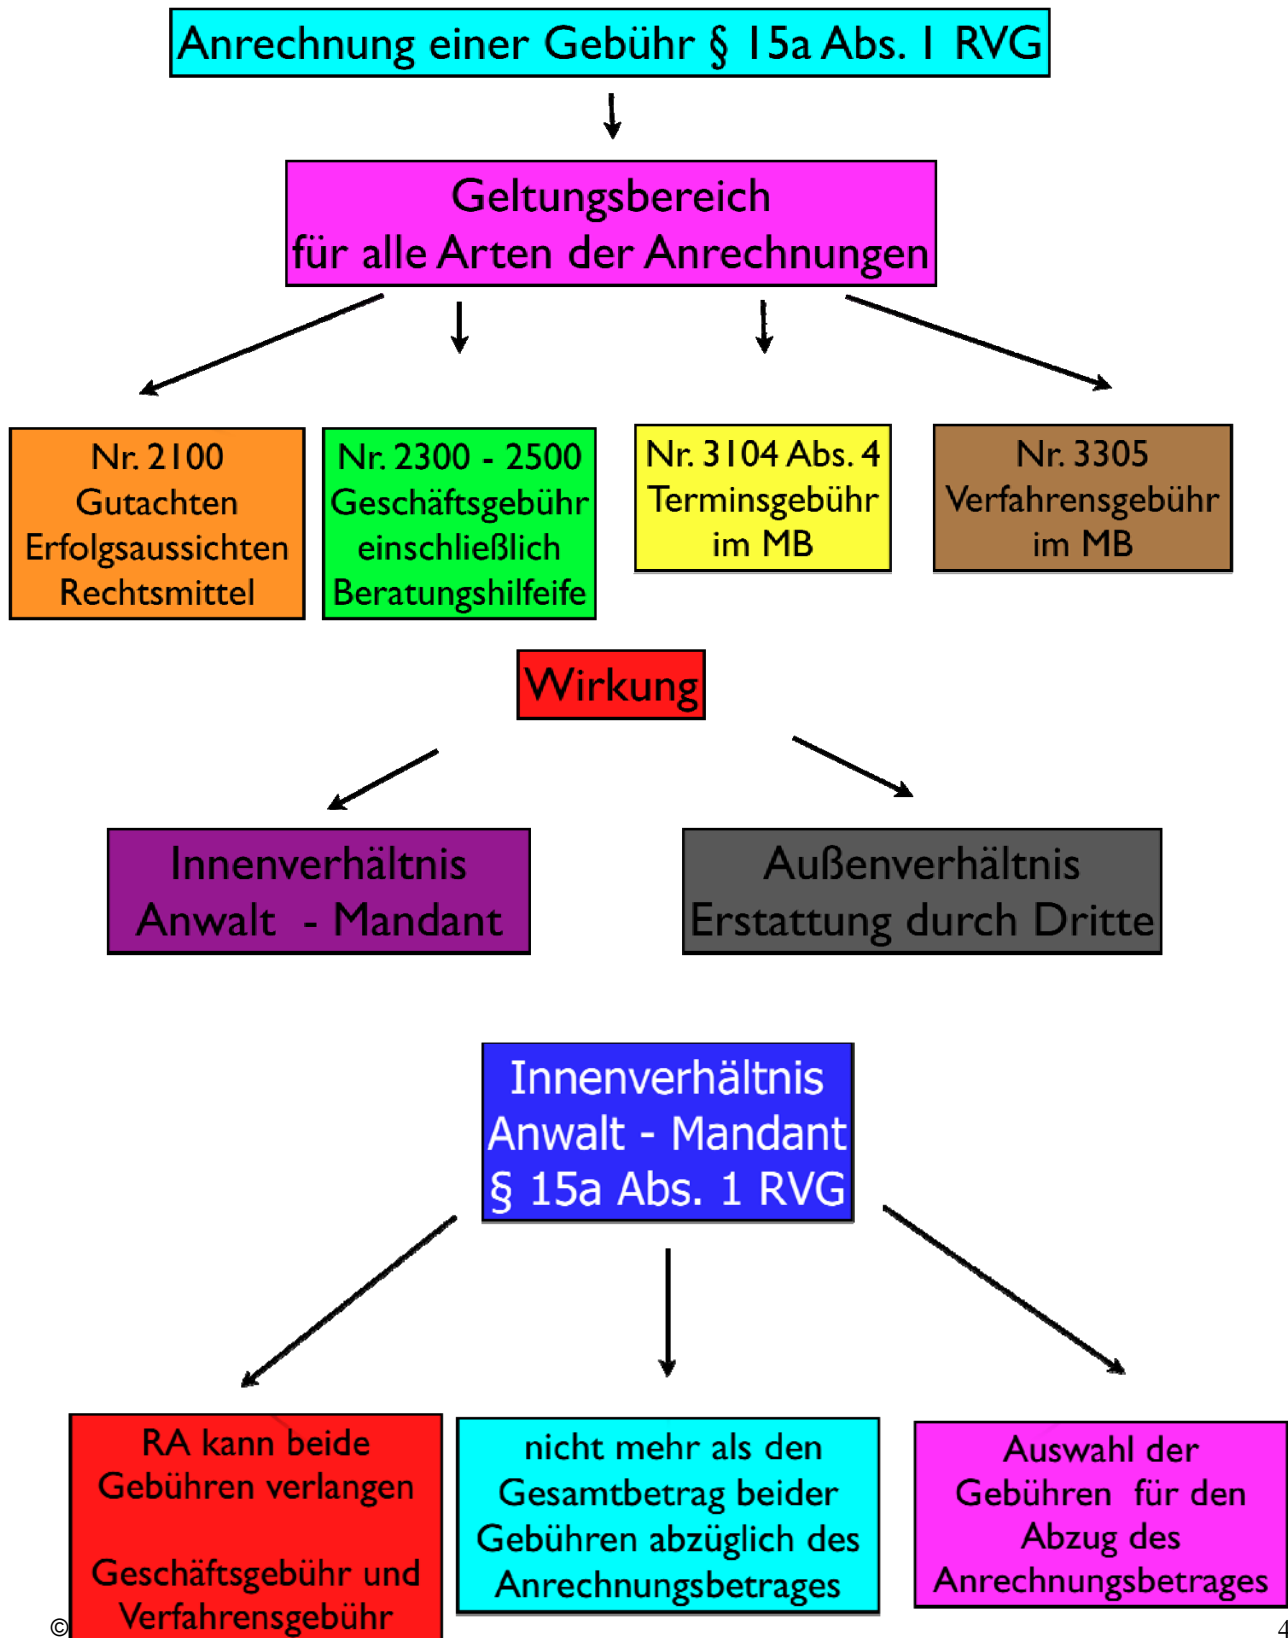 Anrechnung einer Gebühr § 15a Abs. 1 RVG
Geltungsbereich
für alle Arten der Anrechnungen
Nr. 2100
Gutachten
Erfolgsaussichten
Rechtsmittel
Nr. 2300 - 2500
Geschäftsgebühr
einschließlich
Beratungshilfeife
Nr. 3104 Abs. 4
Terminsgebühr
im MB
Nr. 3305
Verfahrensgebühr
im MB
Wirkung
Innenverhältnis
Anwalt - Mandant
Außenverhältnis
Erstattung durch Dritte
Innenverhältnis
Anwalt - Mandant
§ 15a Abs. 1 RVG
RA kann beide
Gebühren verlangen
Geschäftsgebühr und
Verfahrensgebühr
nicht mehr als den
Gesamtbetrag beider
Gebühren abzüglich des
Anrechnungsbetrages
Auswahl der
Gebühren für den
Abzug des
Anrechnungsbetrages
©
4